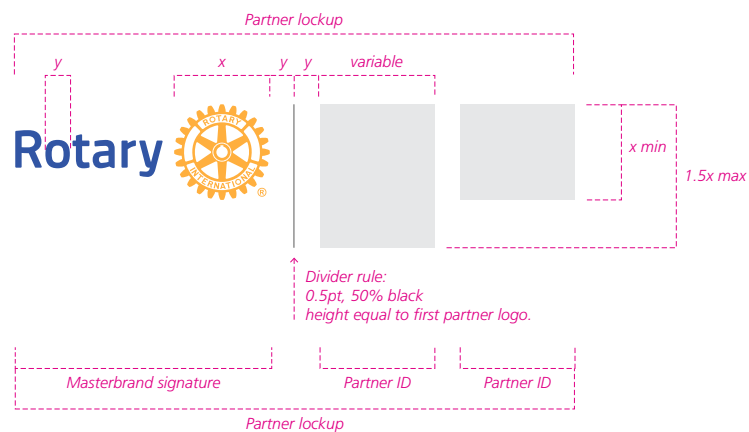 Partner lockup
y
x
y
y
variable
Rotary
ROTARY
INTERNATIONAL
®
x min
1.5x max
Divider rule:
0.5pt, 50% black
height equal to first partner logo.
Masterbrand signature
Partner ID
Partner ID
Partner lockup